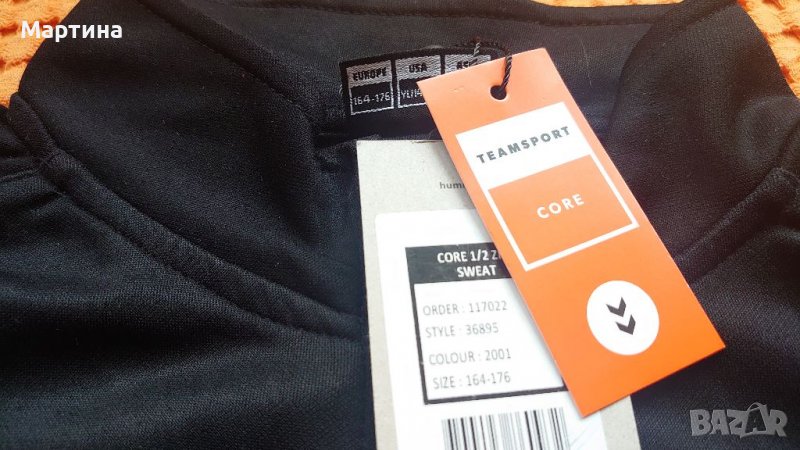 Мартина
EUROPE
USA
164-176
TEAMSPORT
CORE
CORE 1/2
SWEAT
ORDER : 117022
STYLE : 36895
COLOUR : 2001
SIZE : 164-176
BAZAR